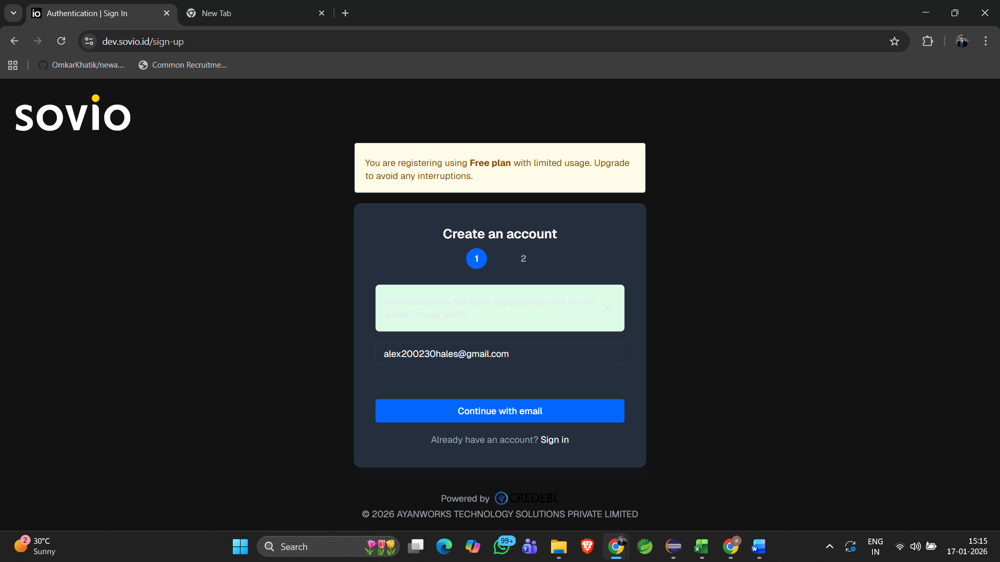 io Authentication | Sign In
New Tab
dev.sovio.id/sign-up
OmkarKhatik/newa...
Common Recruitme...
sovio
You are registering using Free plan with limited usage. Upgrade
to avoid any interruptions.
Create an account
1 2
Verification link has been successfully sent on the
email. Please verify
alex200230hales@gmail.com
Continue with email
Already have an account? Sign in
Powered by CREDEBL
© 2026 AYANWORKS TECHNOLOGY SOLUTIONS PRIVATE LIMITED
2
30°C
Sunny
Search
99+
T
X
a
W
ENG
IN
15:15
17-01-2026